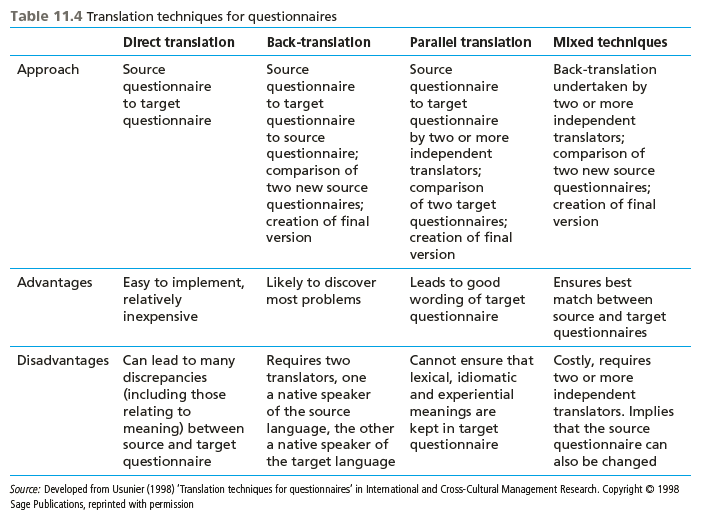 Table 11.4 Translation techniques for questionnaires
Direct translation Back-translation Parallel translation Mixed techniques
Approach
Source
questionnaire
to target
questionnaire
Source
questionnaire
to target
questionnaire
to source
questionnaire;
comparison of
two new source
questionnaires;
creation of final
version
Source
questionnaire
to target
questionnaire
by two or more
independent
translators;
comparison
of two target
questionnaires;
creation of final
version
Back-translation
undertaken by
two or more
independent
translators;
comparison of
two new source
questionnaires;
creation of final
version
Advantages
Easy to implement,
relatively
inexpensive
Likely to discover
most problems
Leads to good
wording of target
questionnaire
Ensures best
match between
source and target
questionnaires
Disadvantages
Can lead to many
discrepancies
(including those
relating to
meaning) between
source and target
questionnaire
Requires two
translators, one
a native speaker
of the source
language, the other
a native speaker of
the target language
Cannot ensure that
lexical, idiomatic
and experiential
meanings are
kept in target
questionnaire
Costly, requires
two or more
independent
translators. Implies
that the source
questionnaire can
also be changed
Source: Developed from Usunier (1998) ‘Translation techniques for questionnaires’ in International and Cross-Cultural Management Research. Copyright © 1998
Sage Publications, reprinted with permission